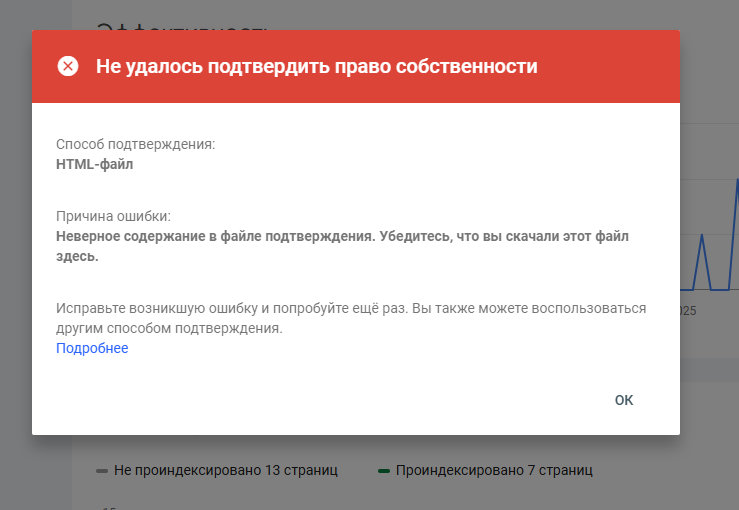 Эффективность
Не удалось подтвердить право собственности
Способ подтверждения:
HTML-файл
Причина ошибки:
Неверное содержание в файле подтверждения. Убедитесь, что вы скачали этот файл
здесь.
Исправьте возникшую ошибку и попробуйте ещё раз. Вы также можете воспользоваться
другим способом подтверждения.
Подробнее
025
ОК
Не проиндексировано 13 страниц
Проиндексировано 7 страниц